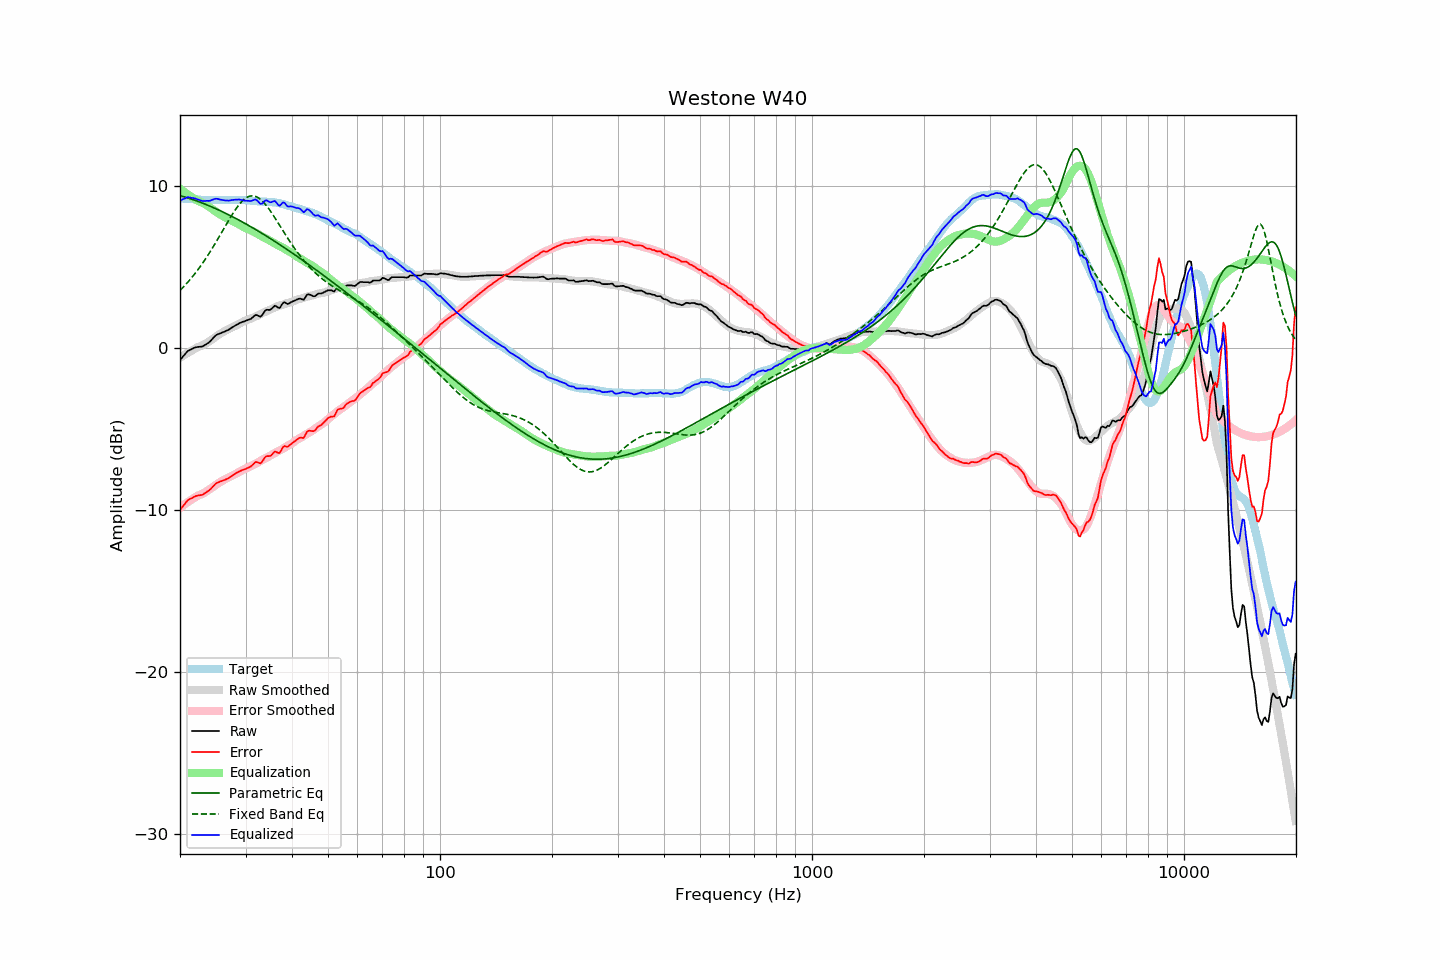 Westone W40
Amplitude (dBr)
10
0
−10
−20
−30
Target
Raw Smoothed
Error Smoothed
Raw
Error
Equalization
Parametric Eq
Fixed Band Eq
Equalized
100
1000
10000
Frequency (Hz)